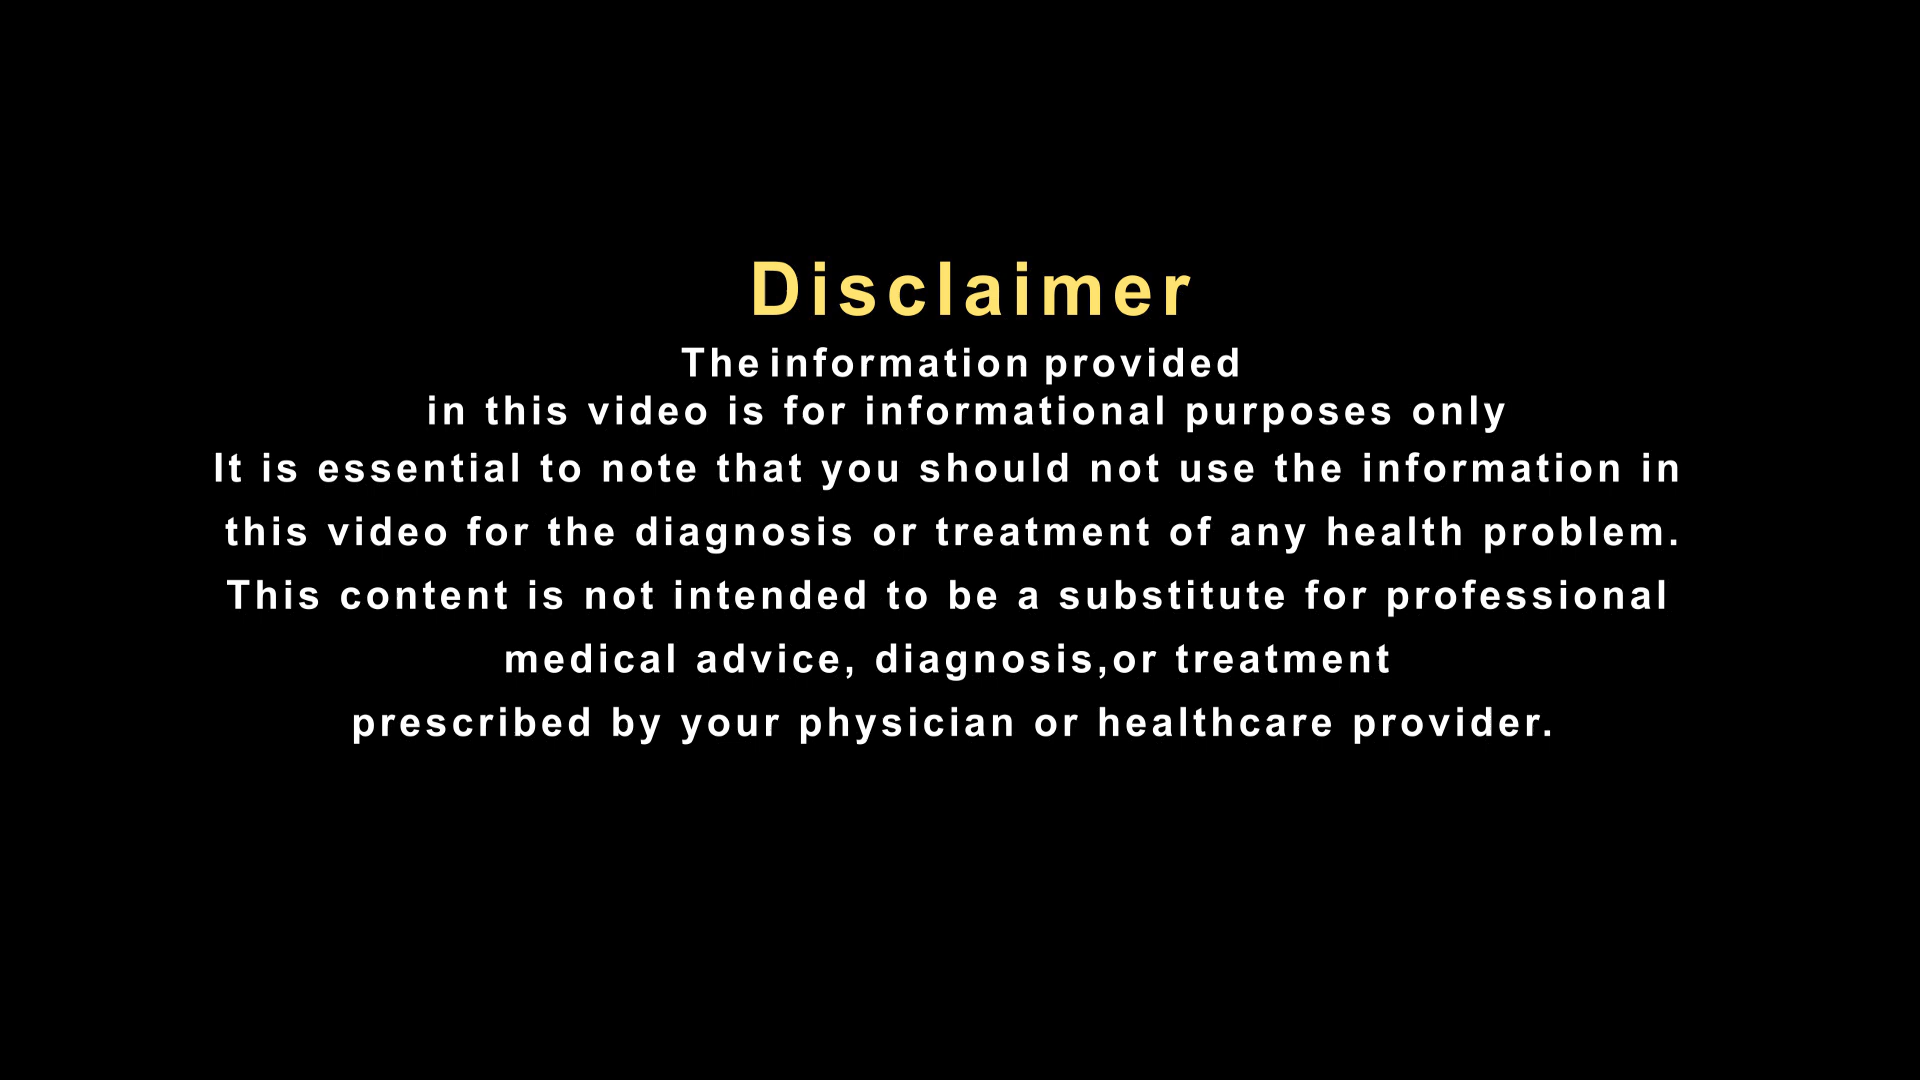 Disclaimer
The information provided
in this video is for informational purposes only
It is essential to note that you should not use the information in
this video for the diagnosis or treatment of any health problem.
This content is not intended to be a substitute for professional
medical advice, diagnosis,or treatment
prescribed by your physician or healthcare provider.